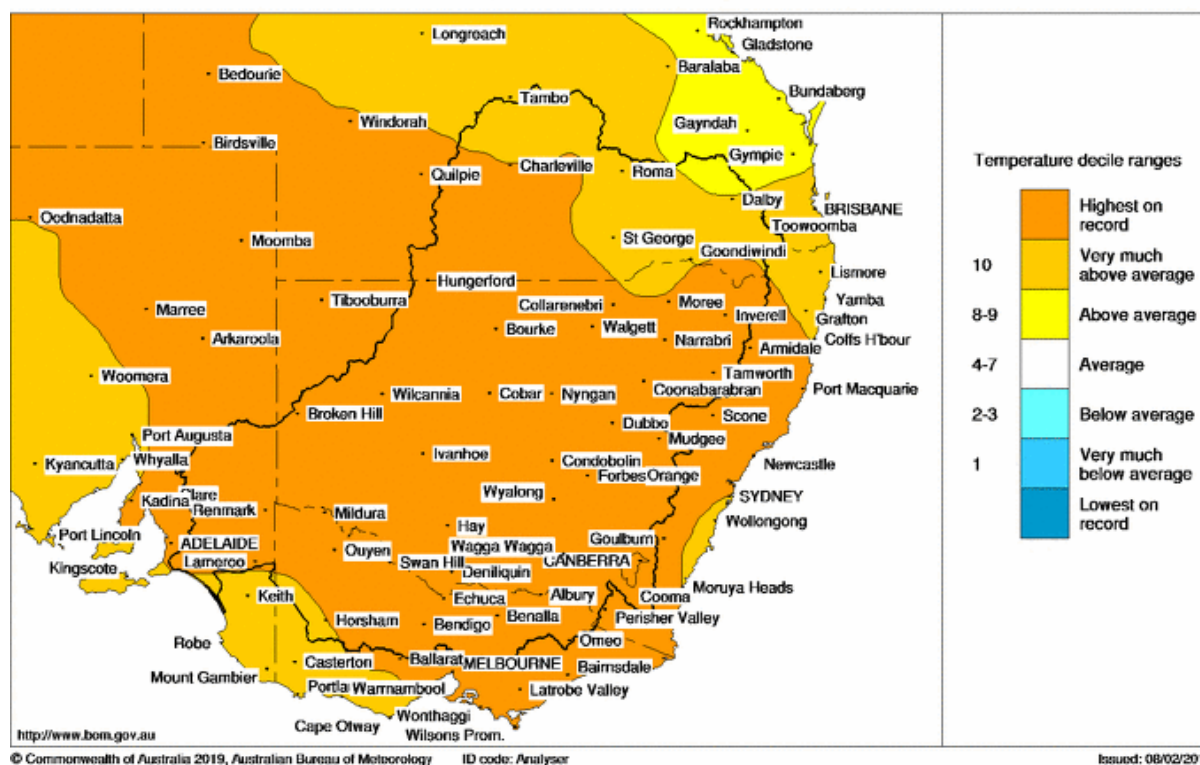 Rockhampton
Longreach
Gladstone
Baralaba
Bedourie
Bundaberg
Tambo
Windorah
Gayndah
Birdsville
Gympie
Charleville
Quilpie
Roma
Dalby
BRISBANE
Oodnadatta
Toowoomba
Moomba
St George
Goondiwindi
Lismore
Hungerford
Tibooburra
Collarenebri
Moree
Yamba
Marree
Inverell
Grafton
Bourke
Walgett
Arkaroola
Narrabri
Coffs H'bour
Armidale
Woomera
Tamworth
Wilcannia
Cobar
Nyngan
Coonabarabran
Port Macquarie
Broken Hill
Scone
Dubbo
Port Augusta
Mudgee
Kyancutta
Whyalla
Ivanhoe
Condobolin
Newcastle
Forbes
Orange
Wyalong
SYDNEY
Kadina
Clare
Renmark
Mildura
Wollongong
Hay
Port Lincoln
ADELAIDE
Ouyen
Wagga Wagga
Goulburn
Kingscote
Lameroo
Swan Hill
CANBERRA
Deniliquin
Moruya Heads
Keith
Echuca
Albury
Cooma
Horsham
Bendigo
Benalla
Perisher Valley
Robe
Omeo
Casterton
Ballarat
MELBOURNE
Bairnsdale
Mount Gambier
Portla
Warrnambool
Latrobe Valley
Cape Otway
Wonthaggi
Wilsons Prom.
Temperature decile ranges
Highest on
record
10 Very much
above average
8-9 Above average
4-7 Average
2-3 Below average
1 Very much
below average
Lowest on
record
http://www.bom.gov.au
© Commonwealth of Australia 2019, Australian Bureau of Meteorology ID code: Analyser Issued: 08/02/20